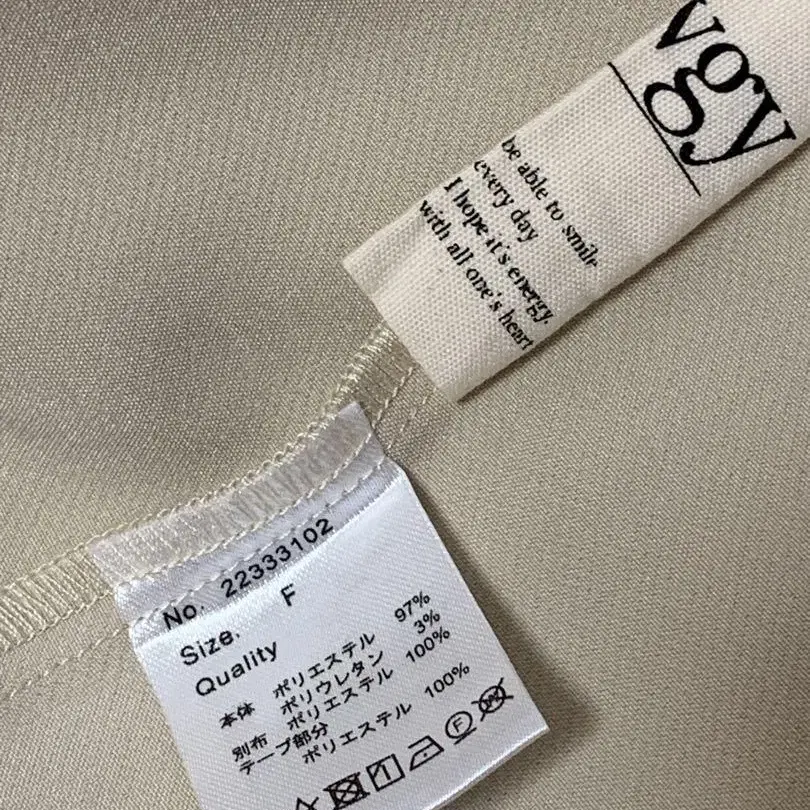 vgy
be able to smile
every day
I hope it's energy.
with all one's heart
No. 22333102
Size. F
Quality
本体 ポリエステル 97%
ポリウレタン 3%
別布 ポリエステル 100%
テープ部分
ポリエステル 100%